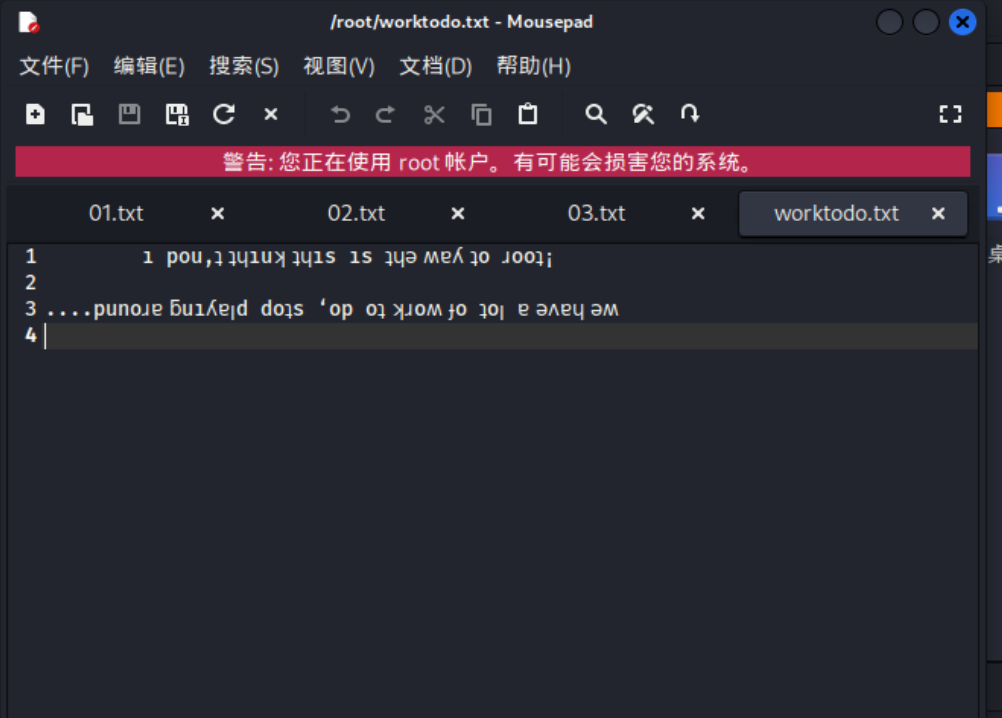 /root/worktodo.txt - Mousepad
文件(F) 编辑(E) 搜索(S) 视图(V) 文档(D) 帮助(H)
警告: 您正在使用 root 帐户。有可能会损害您的系统。
01.txt 02.txt 03.txt worktodo.txt
1 ı pou,ʇ ʇɥıuʞ ʇɥıs ıs ʇɥǝ ʍɐʎ ʇo ɹooʇ¡
2
3 ....punoɹɐ ƃuıʎɐןd doʇs ‘op oʇ ʞɹoʍ ɟo ʇoן ɐ ǝʌɐɥ ǝʍ
4
桌